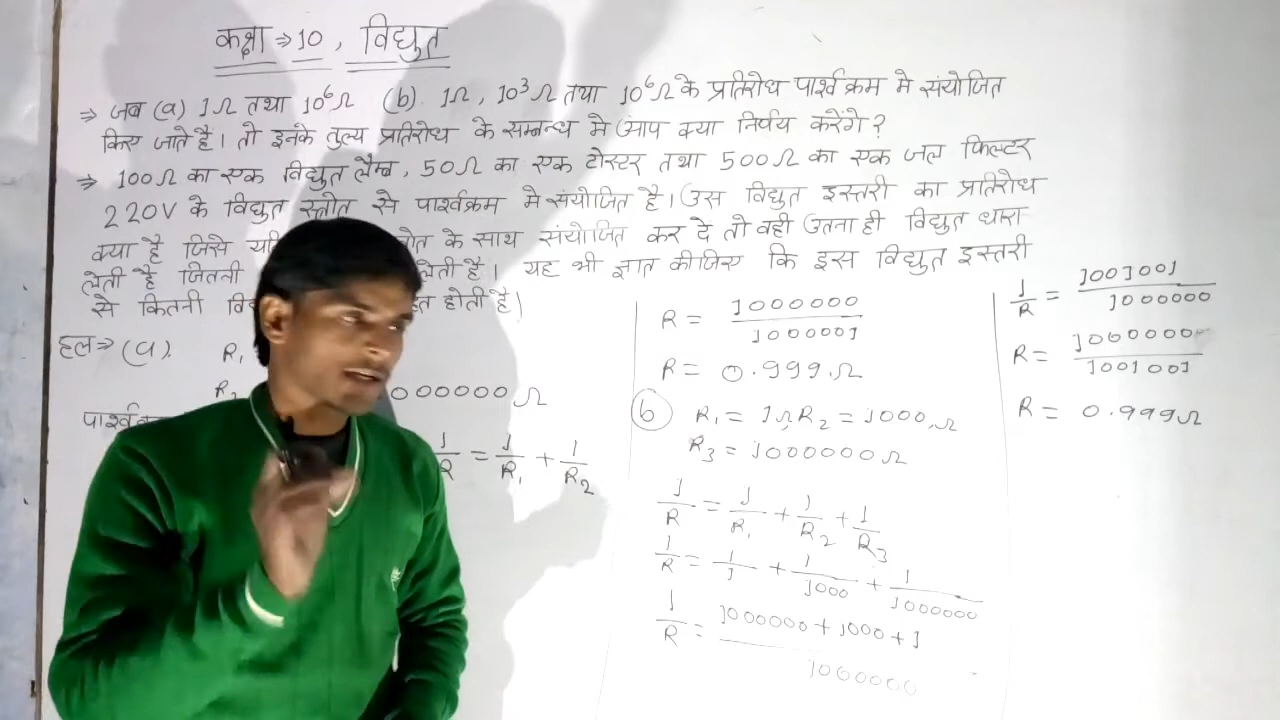 कक्षा ⇒ 10 , विद्युत
⇒ जब (a) 1Ω तथा 10⁶Ω (b). 1Ω, 10³Ω तथा 10⁶Ω के प्रतिरोध पार्श्वक्रम मे संयोजित
किए जाते है। तो इनके तुल्य प्रतिरोध के सम्बन्ध मे आप क्या निर्णय करेंगे?
⇒ 100Ω का एक विद्युत लैम्ब, 50Ω का एक टोस्टर तथा 500Ω का एक जल फिल्टर
220V के विद्युत स्त्रोत से पार्श्वक्रम मे संयोजित है। उस विद्युत इस्तरी का प्रतिरोध
क्या है जिसे के साथ संयोजित कर दे तो वही उतना ही विद्युत धारा
लेती है जितनी लेती है। यह भी ज्ञात कीजिए कि इस विद्युत इस्तरी
से कितनी होती है)
हल ⇒ (a). R₁
000000 Ω
1/R = 1/R₁ + 1/R₂
R = 1000000/1000001
R = 0.999.Ω
(b) R₁ = 1Ω, R₂ = 1000,Ω
R₃ = 1000000 Ω
1/R = 1/R₁ + 1/R₂ + 1/R₃
1/R = 1/1 + 1/1000 + 1/1000000
1/R = 1000000 + 1000 + 1/1000000
1/R = 1001001/1000000
R = 1000000/1001001
R = 0.999Ω